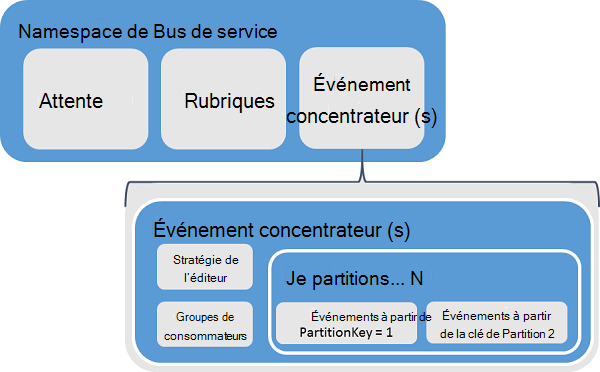 Namespace de Bus de service
Attente
Rubriques
Événement
concentrateur (s)
Événement concentrateur (s)
Stratégie de
l'éditeur
Groupes de
consommateurs
Je partitions... N
Événements à partir de
PartitionKey = 1
Événements à partir
de la clé de Partition 2